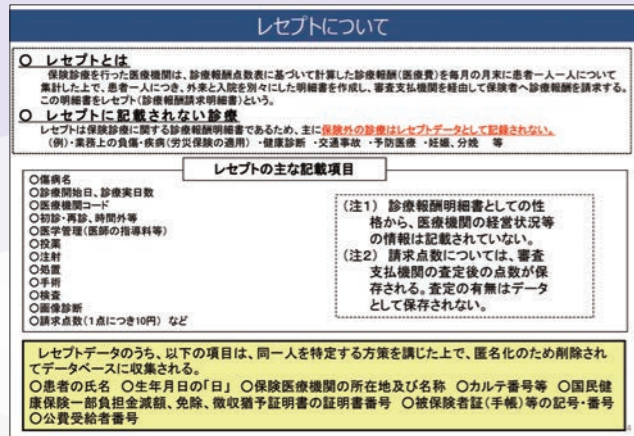 レセプトについて
○ レセプトとは
保険診療を行った医療機関は、診療報酬点数表に基づいて計算した診療報酬(医療費)を毎月の月末に患者一人一人について
集計した上で、患者一人につき、外来と入院を別々にした明細書を作成し、審査支払機関を経由して保険者へ診療報酬を請求する。
この明細書をレセプト(診療報酬請求明細書)という。
○ レセプトに記載されない診療
レセプトは保険診療に関する診療報酬明細書であるため、主に保険外の診療はレセプトデータとして記録されない。
(例)・業務上の負傷・疾病(労災保険の適用) ・健康診断 ・交通事故 ・予防医療 ・妊娠、分娩 等
レセプトの主な記載項目
○傷病名
○診療開始日、診療実日数
○医療機関コード
○初診・再診、時間外等
○医学管理(医師の指導料等)
○投薬
○注射
○処置
○手術
○検査
○画像診断
○請求点数(1点につき10円) など
(注1) 診療報酬明細書としての性
格から、医療機関の経営状況等
の情報は記載されていない。
(注2) 請求点数については、審査
支払機関の査定後の点数が保
存される。査定の有無はデータ
として保存されない。
レセプトデータのうち、以下の項目は、同一人を特定する方策を講じた上で、匿名化のため削除され
てデータベースに収集される。
○患者の氏名 ○生年月日の「日」 ○保険医療機関の所在地及び名称 ○カルテ番号等 ○国民健
康保険一部負担金減額、免除、徴収猶予証明書の証明書番号 ○被保険者証(手帳)等の記号・番号
○公費受給者番号